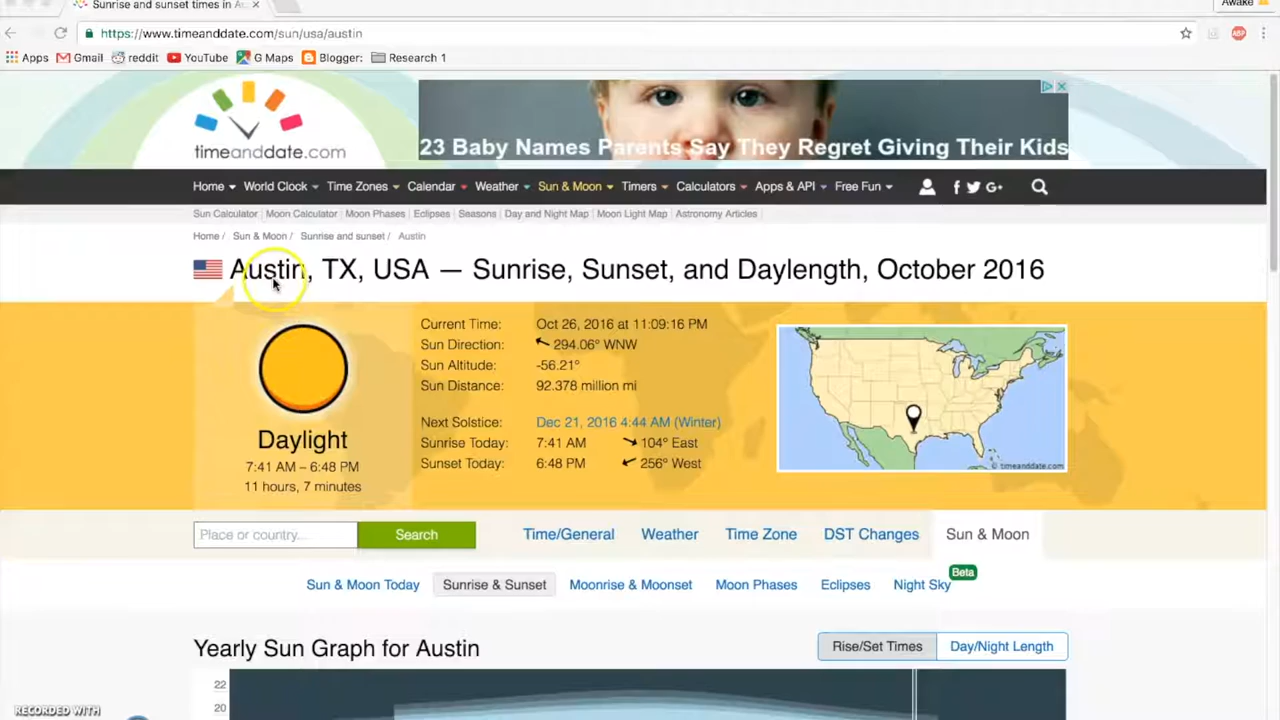 Sunrise and sunset times in Au
Awake
https://www.timeanddate.com/sun/usa/austin
ABP
Apps Gmail reddit YouTube G Maps Blogger: Research 1
23 Baby Names Parents Say They Regret Giving Their Kids
timeanddate.com
Home World Clock Time Zones Calendar Weather Sun & Moon Timers Calculators Apps & API Free Fun f G+
Sun Calculator Moon Calculator Moon Phases Eclipses Seasons Day and Night Map Moon Light Map Astronomy Articles
Home / Sun & Moon / Sunrise and sunset / Austin
Austin, TX, USA — Sunrise, Sunset, and Daylength, October 2016
Daylight
7:41 AM – 6:48 PM
11 hours, 7 minutes
Current Time: Oct 26, 2016 at 11:09:16 PM
Sun Direction: 294.06° WNW
Sun Altitude: -56.21°
Sun Distance: 92.378 million mi
Next Solstice: Dec 21, 2016 4:44 AM (Winter)
Sunrise Today: 7:41 AM 104° East
Sunset Today: 6:48 PM 256° West
© timeanddate.com
Place or country... Search Time/General Weather Time Zone DST Changes Sun & Moon
Sun & Moon Today Sunrise & Sunset Moonrise & Moonset Moon Phases Eclipses Night Sky Beta
Yearly Sun Graph for Austin Rise/Set Times Day/Night Length
22
20
RECORDED WITH